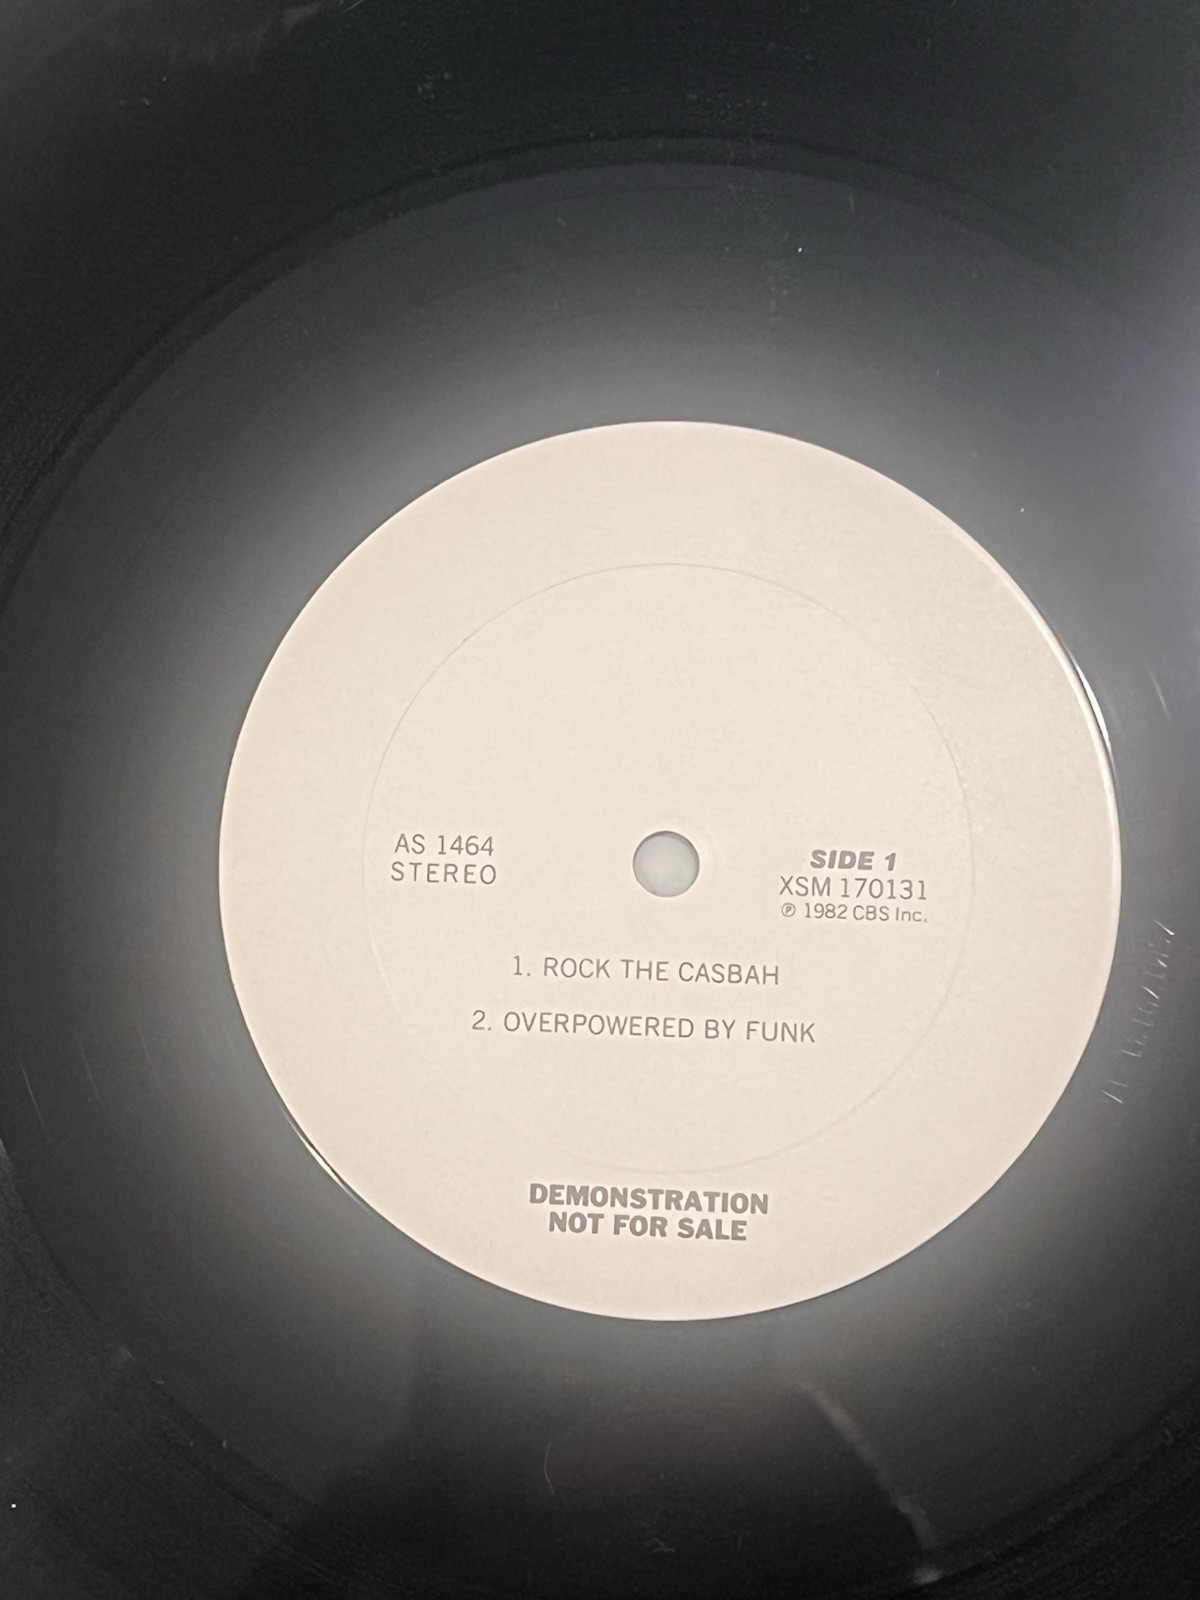 AS 1464
STEREO
SIDE 1
XSM 170131
℗ 1982 CBS Inc.
1. ROCK THE CASBAH
2. OVERPOWERED BY FUNK
DEMONSTRATION
NOT FOR SALE